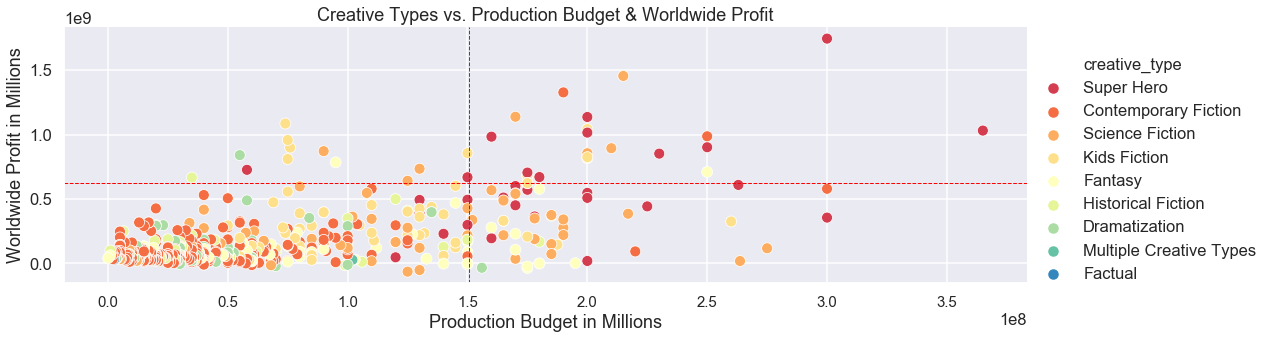 Creative Types vs. Production Budget & Worldwide Profit
1e9
Worldwide Profit in Millions
1.5
1.0
0.5
0.0
0.0 0.5 1.0 1.5 2.0 2.5 3.0 3.5
Production Budget in Millions
1e8
creative_type
Super Hero
Contemporary Fiction
Science Fiction
Kids Fiction
Fantasy
Historical Fiction
Dramatization
Multiple Creative Types
Factual